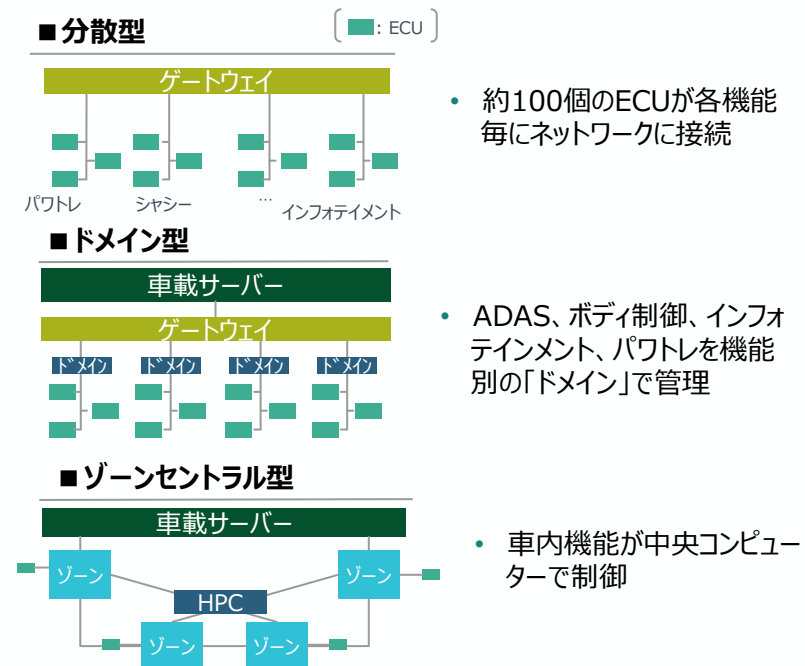 ■分散型
: ECU
ゲートウェイ
パワトレ
シャシー
…
インフォテイメント
• 約100個のECUが各機能
毎にネットワークに接続
■ドメイン型
車載サーバー
ゲートウェイ
ドメイン ドメイン ドメイン ドメイン
• ADAS、ボディ制御、インフォ
テインメント、パワトレを機能
別の「ドメイン」で管理
■ゾーンセントラル型
車載サーバー
ゾーン ゾーン
HPC
ゾーン ゾーン
• 車内機能が中央コンピュー
ターで制御